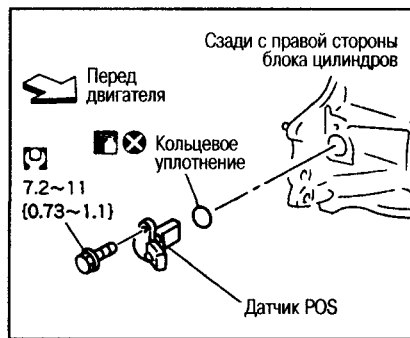 Сзади с правой стороны
блока цилиндров
Перед
двигателя
Кольцевое
уплотнение
7.2~11
{0.73~1.1}
Датчик POS